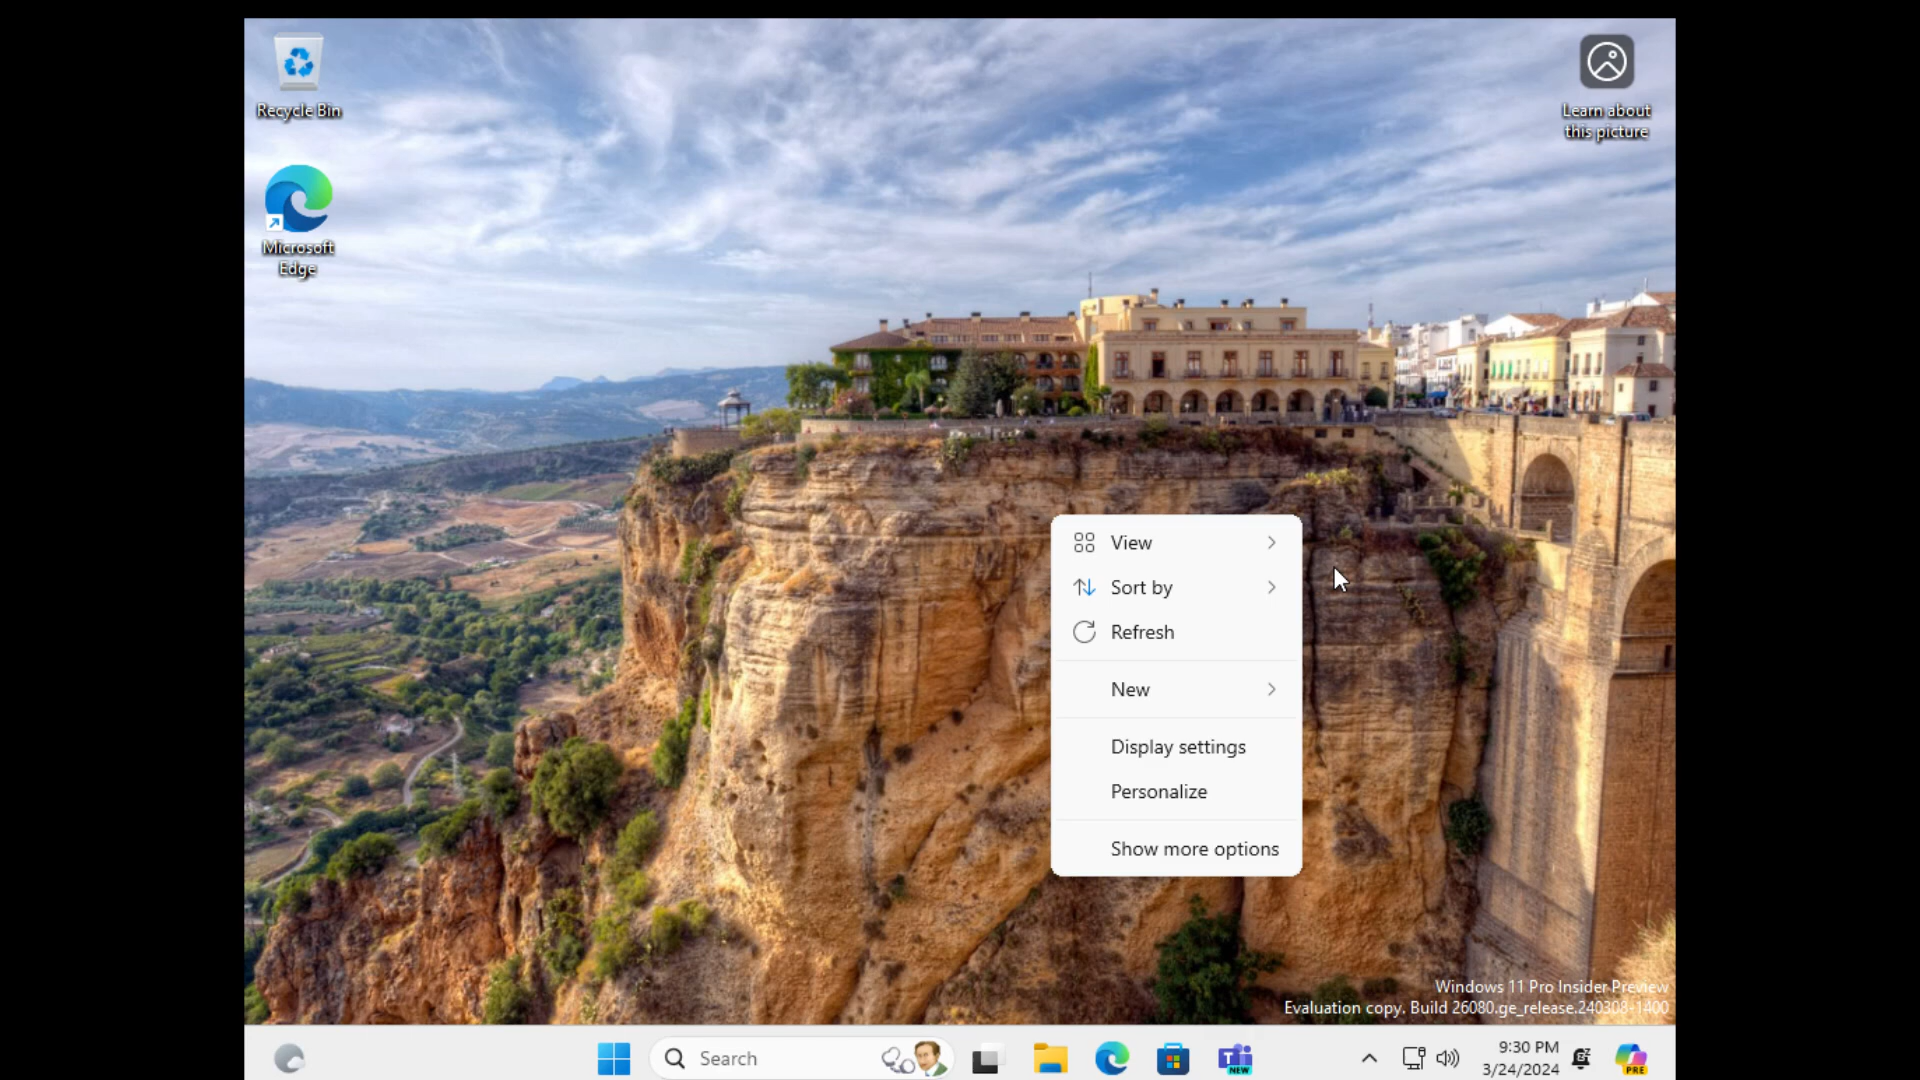 Recycle Bin
Learn about
this picture
Microsoft
Edge
View
Sort by
Refresh
New
Display settings
Personalize
Show more options
Windows 11 Pro Insider Preview
Evaluation copy. Build 26080.ge_release.240308-1400
Search
NEW
9:30 PM
3/24/2024
PRE